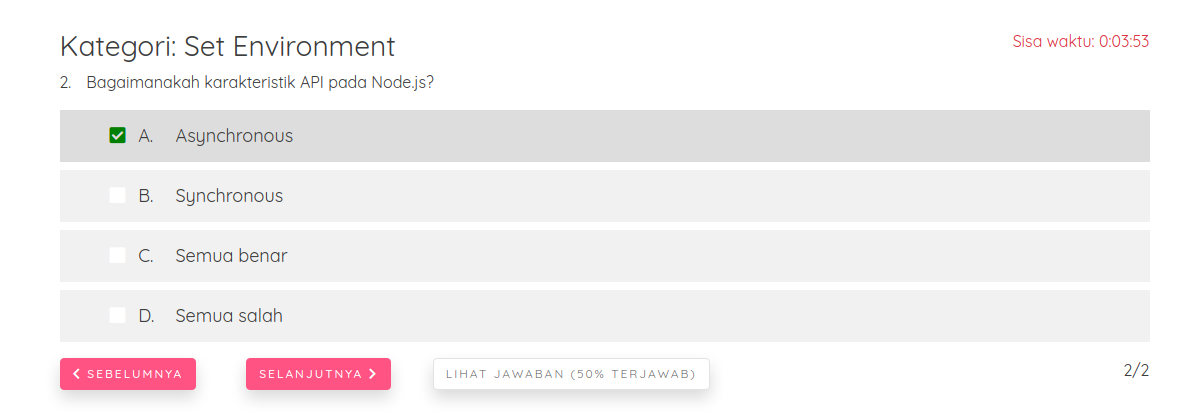 Kategori: Set Environment
Sisa waktu: 0:03:53
2. Bagaimanakah karakteristik API pada Node.js?
A. Asynchronous
B. Synchronous
C. Semua benar
D. Semua salah
SEBELUMNYA
SELANJUTNYA
LIHAT JAWABAN (50% TERJAWAB)
2/2